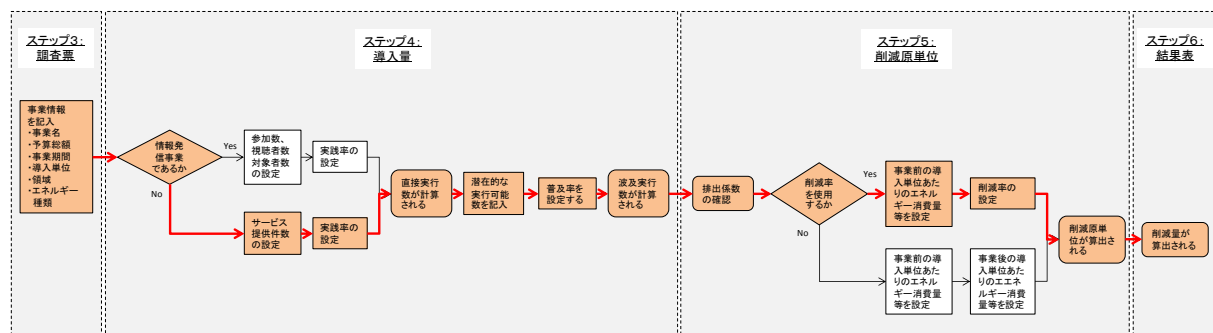 ステップ3:
調査票
事業情報
を記入
・事業名
・予算総額
・事業期間
・導入単位
・領域
・エネルギー
種類
ステップ4:
導入量
情報発
信事業
であるか
Yes
No
参加数、
視聴者数
対象者数
の設定
実践率の
設定
サービス
提供件数
の設定
実践率の
設定
直接実行
数が計算
される
潜在的な
実行可能
数を記入
普及率を
設定する
波及実行
数が計算
される
ステップ5:
削減原単位
排出係数
の確認
削減率
を使用
するか
Yes
No
事業前の導
入単位あた
りのエネル
ギー消費量
等を設定
削減率の
設定
事業前の導
入単位あた
りのエネル
ギー消費量
等を設定
事業後の導
入単位あた
りのエエネ
ルギー消費
量等を設定
削減原単
位が算出さ
れる
ステップ6:
結果表
削減量が
算出される